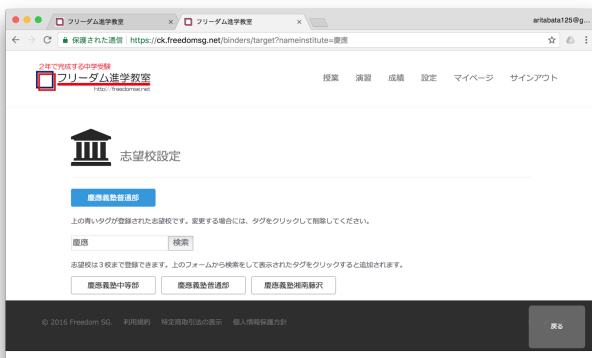 フリーダム進学教室
フリーダム進学教室
aritabata125@g...
保護された通信
https://ck.freedomsg.net/binders/target?nameinstitute=慶應
2年で完成する中学受験
フリーダム進学教室
授業 演習 成績 設定 マイページ サインアウト
志望校設定
慶應義塾普通部
上の青いタグが登録された志望校です。変更する場合には、タグをクリックして削除してください。
慶應 検索
志望校は3校まで登録できます。上のフォームから検索をして表示されたタグをクリックすると追加されます。
慶應義塾中等部 慶應義塾普通部 慶應義塾湘南藤沢
© 2016 Freedom SG. 利用規約 特定商取引法の表示 個人情報保護方針
戻る